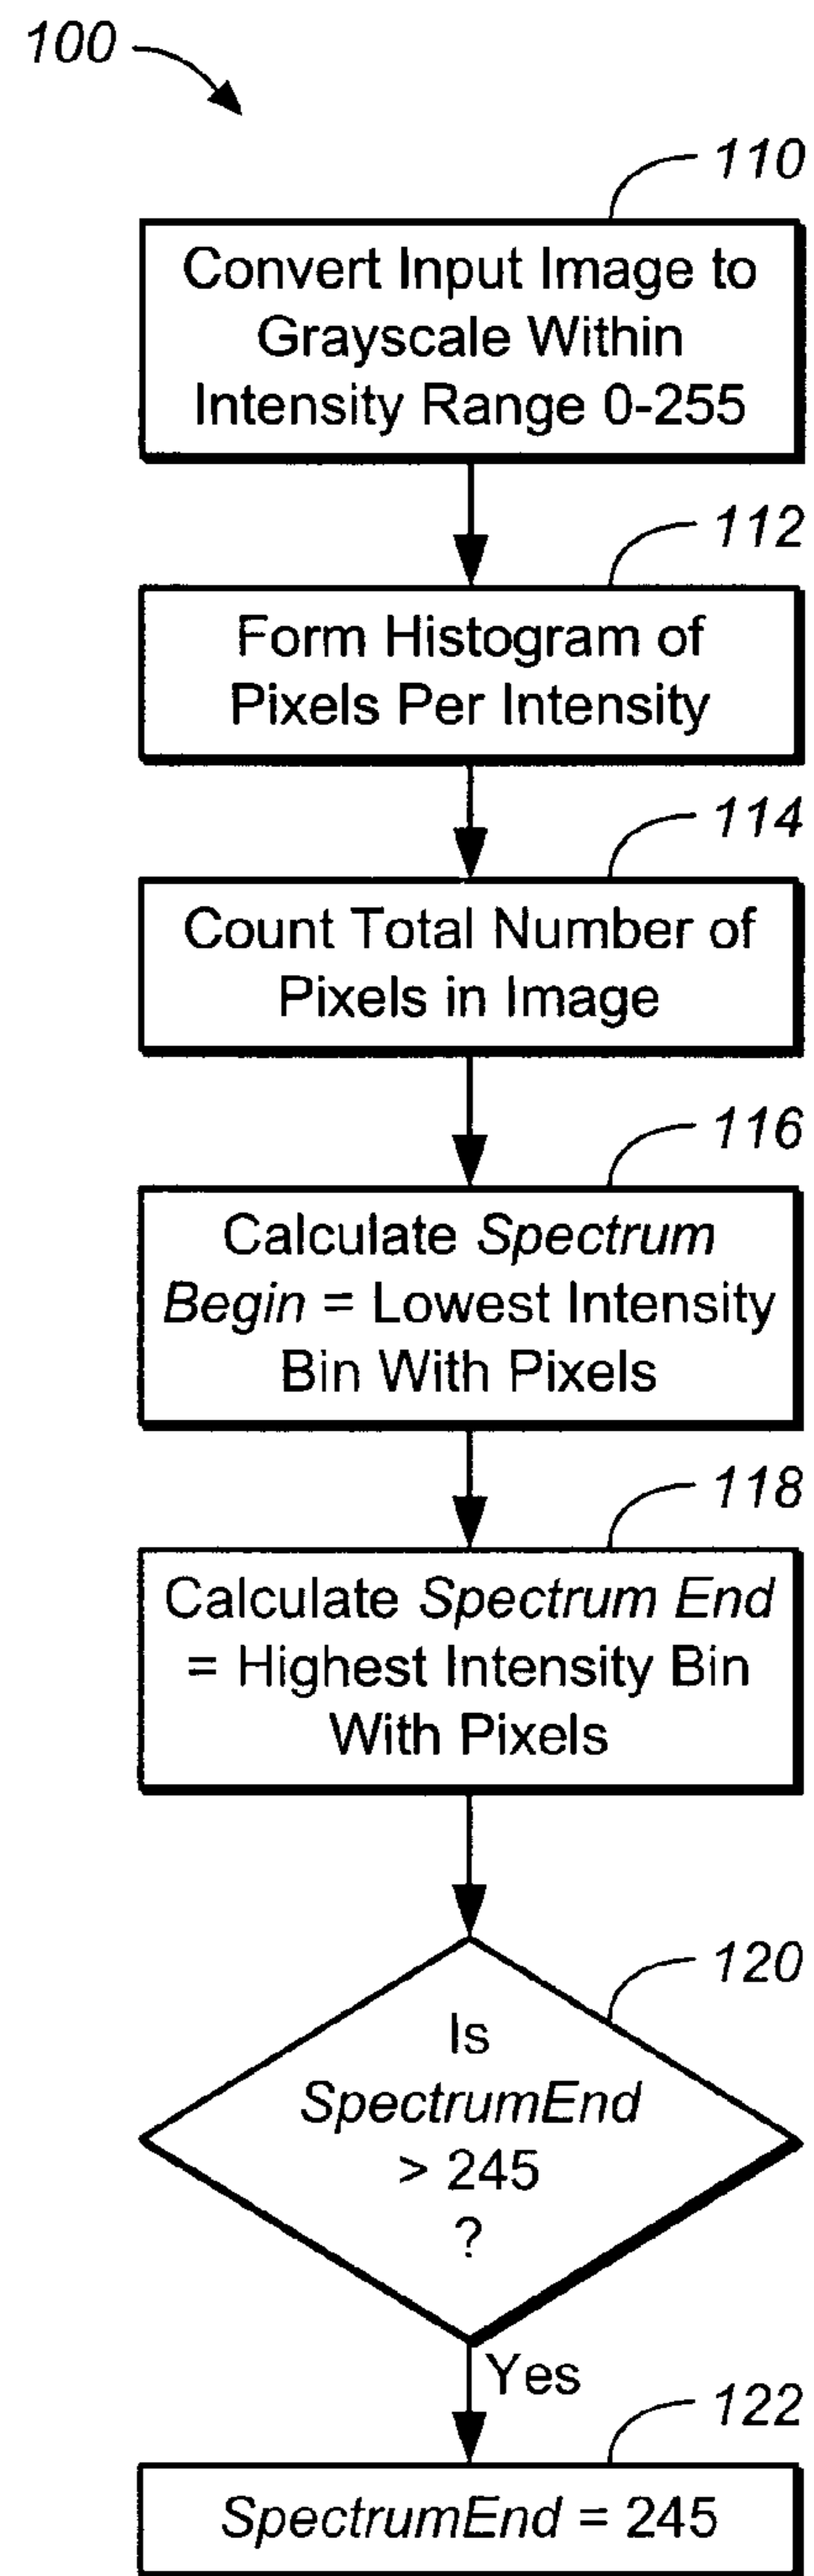 100
110
Convert Input Image to
Grayscale Within
Intensity Range 0-255
112
Form Histogram of
Pixels Per Intensity
114
Count Total Number of
Pixels in Image
116
Calculate Spectrum
Begin = Lowest Intensity
Bin With Pixels
118
Calculate Spectrum End
= Highest Intensity Bin
With Pixels
120
Is
SpectrumEnd
> 245
?
Yes
122
SpectrumEnd = 245